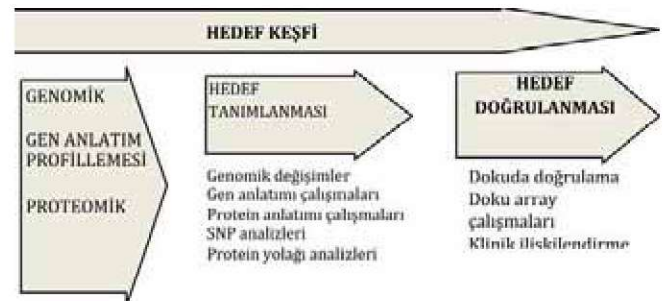 HEDEF KEŞFİ
GENOMİK
GEN ANLATIM
PROFİLLEMESİ
PROTEOMİK
HEDEF
TANIMLANMASI
Genomik değişimler
Gen anlatımı çalışmaları
Protein anlatımı çalışmaları
SNP analizleri
Protein yolağı analizleri
HEDEF
DOĞRULANMASI
Dokuda doğrulama
Doku array
çalışmaları
Klinik ilişkilendirme